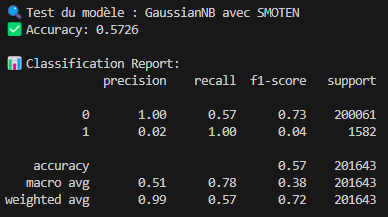 🔍 Test du modèle : GaussianNB avec SMOTEN
✅ Accuracy: 0.5726
📊 Classification Report:
precision recall f1-score support
0 1.00 0.57 0.73 200061
1 0.02 1.00 0.04 1582
accuracy 0.57 201643
macro avg 0.51 0.78 0.38 201643
weighted avg 0.99 0.57 0.72 201643